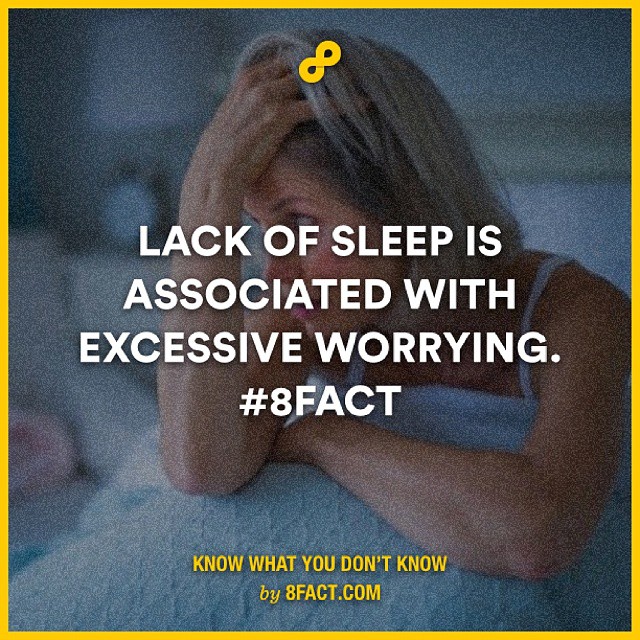 LACK OF SLEEP IS
ASSOCIATED WITH
EXCESSIVE WORRYING.
#8FACT
KNOW WHAT YOU DON'T KNOW
by 8FACT.COM